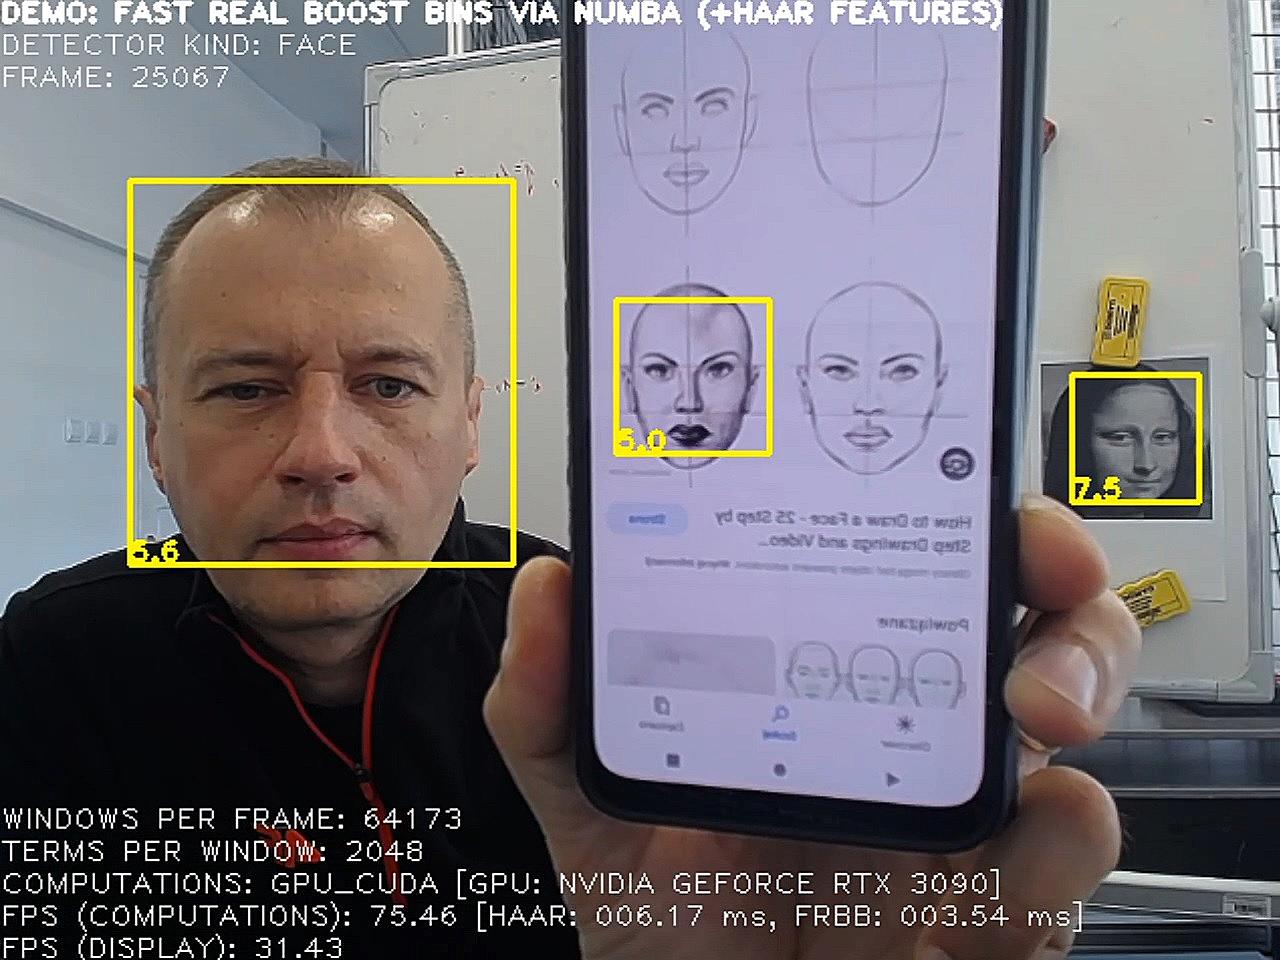 DEMO: FAST REAL BOOST BINS VIA NUMBA (+HAAR FEATURES)
DETECTOR KIND: FACE
FRAME: 25067
5.0
7.5
6.6
How to Draw a Face - 25 Step by
Step Drawings and Video...
Strona
Powiązane
WINDOWS PER FRAME: 64173
TERMS PER WINDOW: 2048
COMPUTATIONS: GPU_CUDA [GPU: NVIDIA GEFORCE RTX 3090]
FPS (COMPUTATIONS): 75.46 [HAAR: 006.17 ms, FRBB: 003.54 ms]
FPS (DISPLAY): 31.43